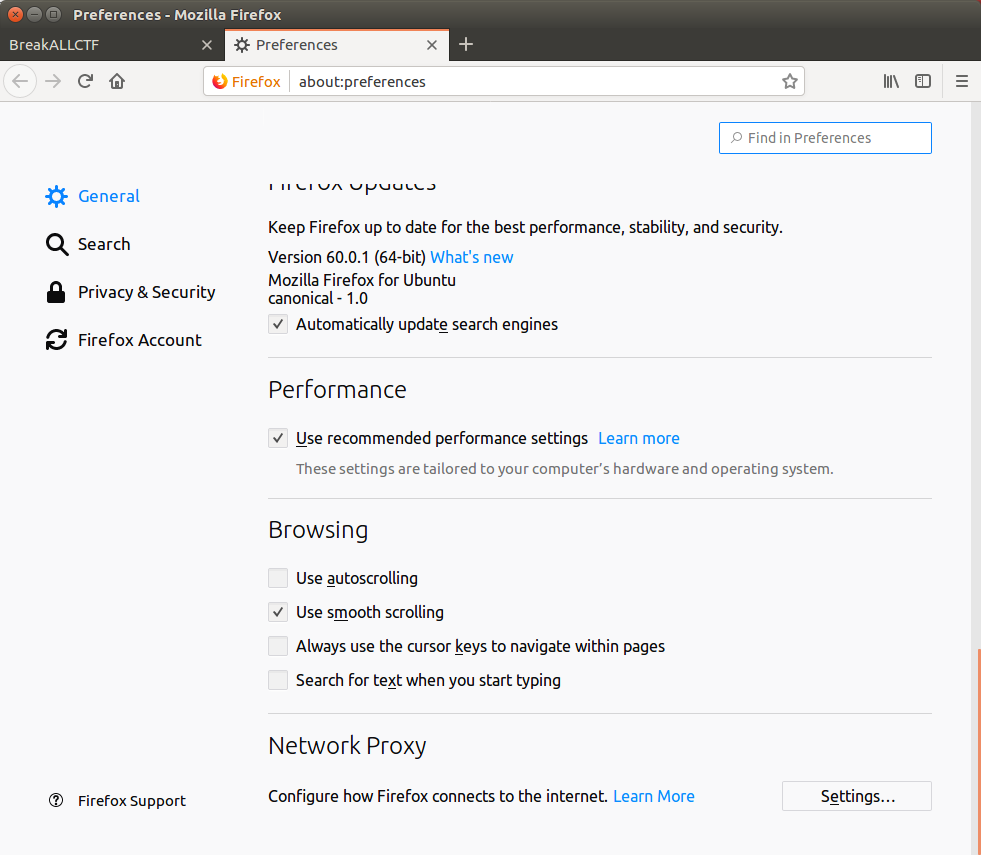 Preferences - Mozilla Firefox
BreakALLCTF
Preferences
Firefox
about:preferences
Find in Preferences
General
Search
Privacy & Security
Firefox Account
Firefox Support
Firefox Updates
Keep Firefox up to date for the best performance, stability, and security.
Version 60.0.1 (64-bit) What's new
Mozilla Firefox for Ubuntu
canonical - 1.0
Automatically update search engines
Performance
Use recommended performance settings Learn more
These settings are tailored to your computer’s hardware and operating system.
Browsing
Use autoscrolling
Use smooth scrolling
Always use the cursor keys to navigate within pages
Search for text when you start typing
Network Proxy
Configure how Firefox connects to the internet. Learn More
Settings…